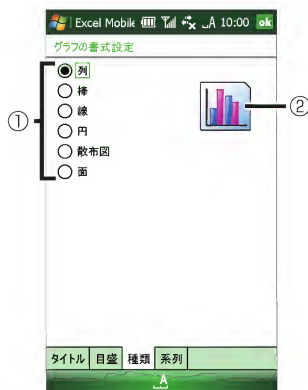 Excel Mobile 10:00 ok
グラフの書式設定
列
棒
線
円
散布図
面
①
②
タイトル 目盛 種類 系列
A